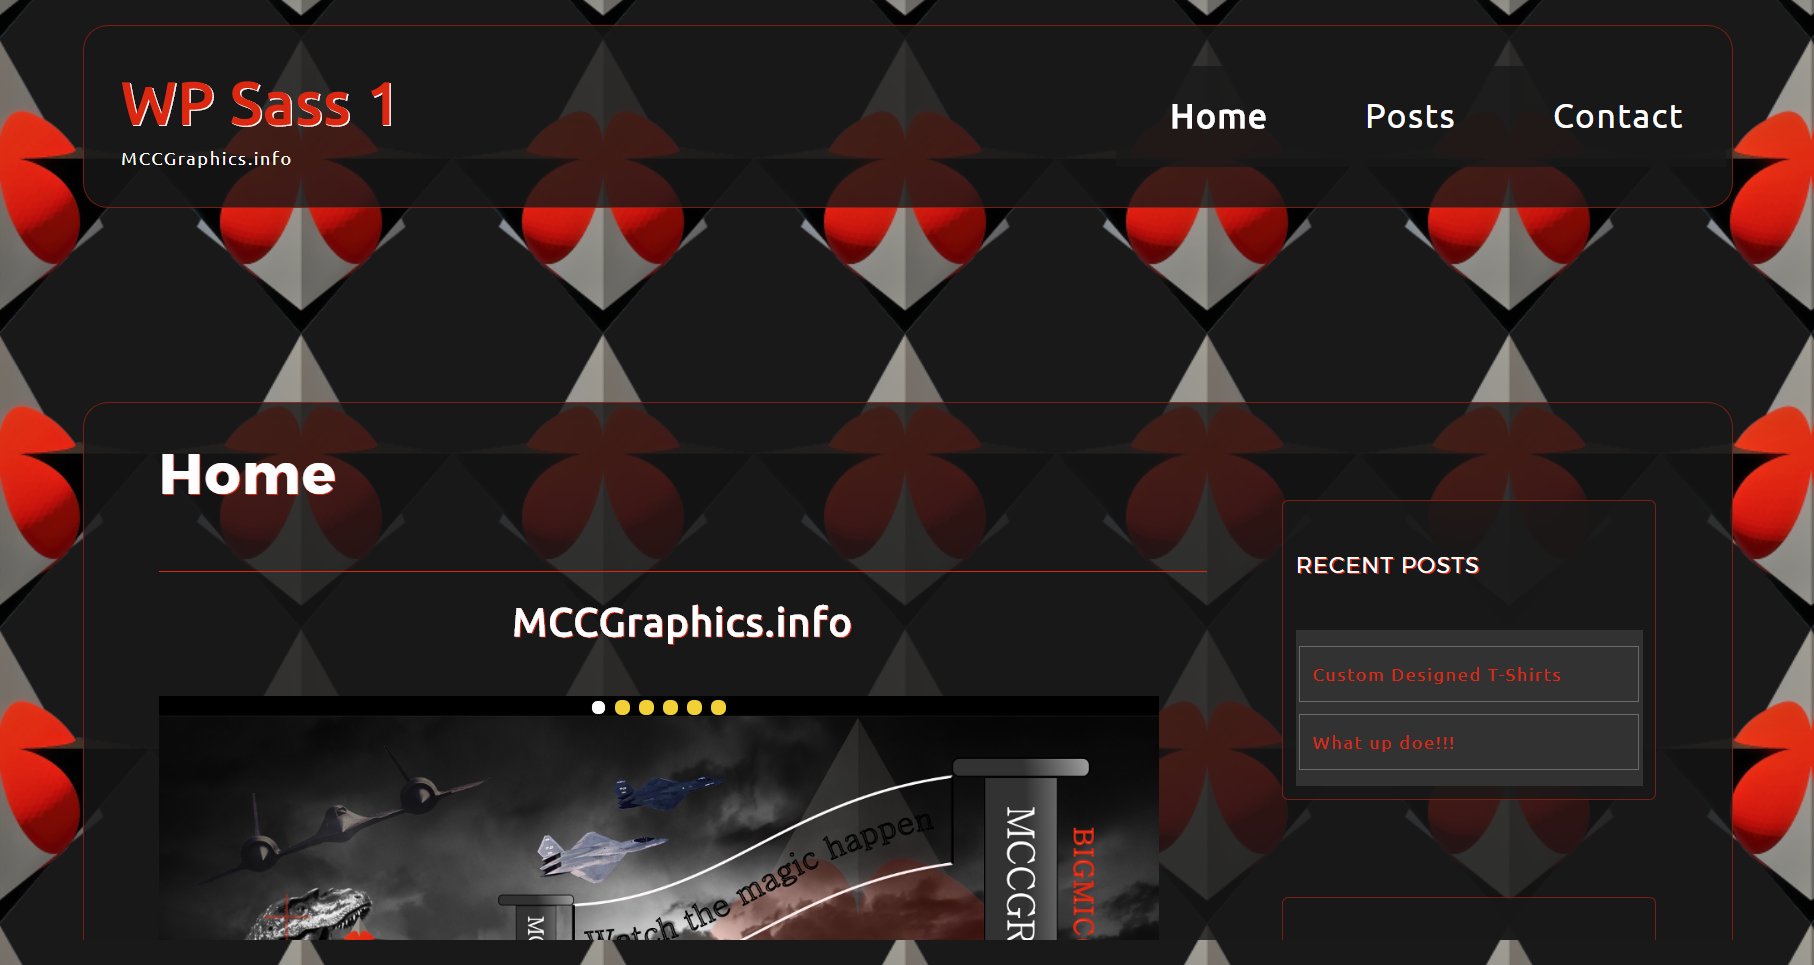 WP Sass 1
MCCGraphics.info
Home
Posts
Contact
Home
MCCGraphics.info
RECENT POSTS
Custom Designed T-Shirts
What up doe!!!
Watch the magic happen
MCCGR
BIGMIC
MC